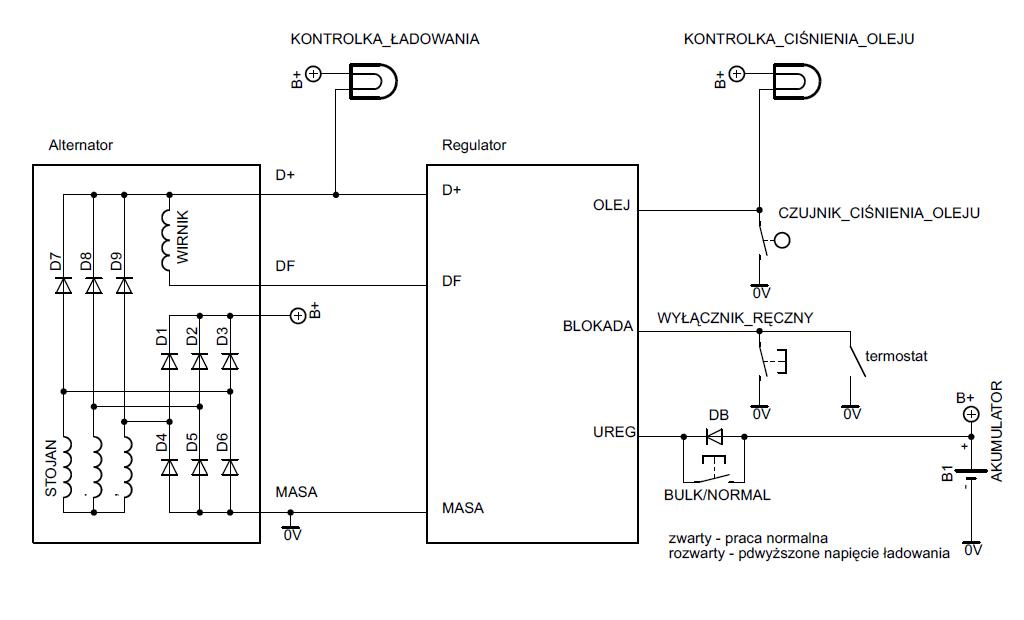 KONTROLKA_ŁADOWANIA
KONTROLKA_CIŚNIENIA_OLEJU
B+
B+
Alternator
Regulator
D+
D+
OLEJ
CZUJNIK_CIŚNIENIA_OLEJU
WIRNIK
D7
D8
D9
DF
DF
0V
B+
D1
D2
D3
BLOKADA
WYŁĄCZNIK_RĘCZNY
termostat
0V
0V
B+
AKUMULATOR
DB
UREG
STOJAN
D4
D5
D6
+
B1
-
BULK/NORMAL
MASA
MASA
0V
zwarty - praca normalna
rozwarty - pdwyższone napięcie ładowania
0V